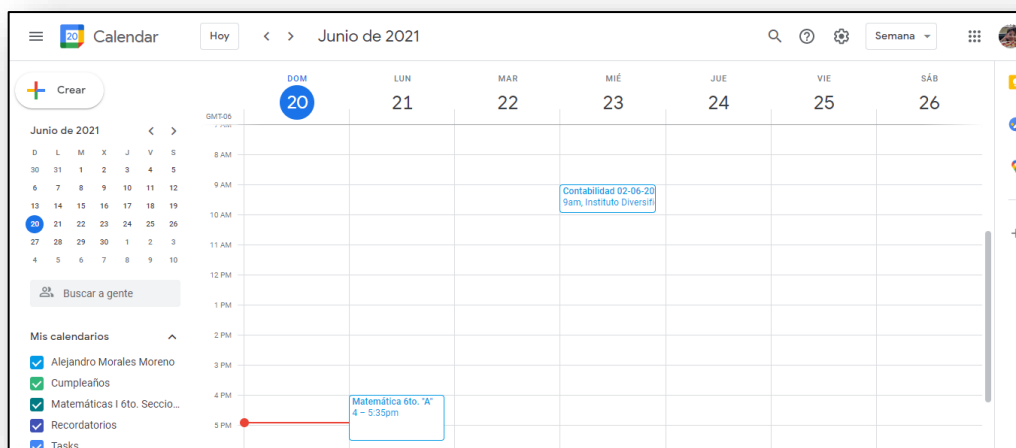 20 Calendar Hoy Junio de 2021 Semana
Crear
DOM LUN MAR MIÉ JUE VIE SÁB
20 21 22 23 24 25 26
GMT-06
Junio de 2021
D L M X J V S
30 31 1 2 3 4 5
6 7 8 9 10 11 12
13 14 15 16 17 18 19
20 21 22 23 24 25 26
27 28 29 30 1 2 3
4 5 6 7 8 9 10
Buscar a gente
Mis calendarios
Alejandro Morales Moreno
Cumpleaños
Matemáticas I 6to. Seccio...
Recordatorios
Tasks
8 AM
9 AM
10 AM
11 AM
12 PM
1 PM
2 PM
3 PM
4 PM
5 PM
Contabilidad 02-06-20
9am, Instituto Diversifi
Matemática 6to. "A"
4 – 5:35pm